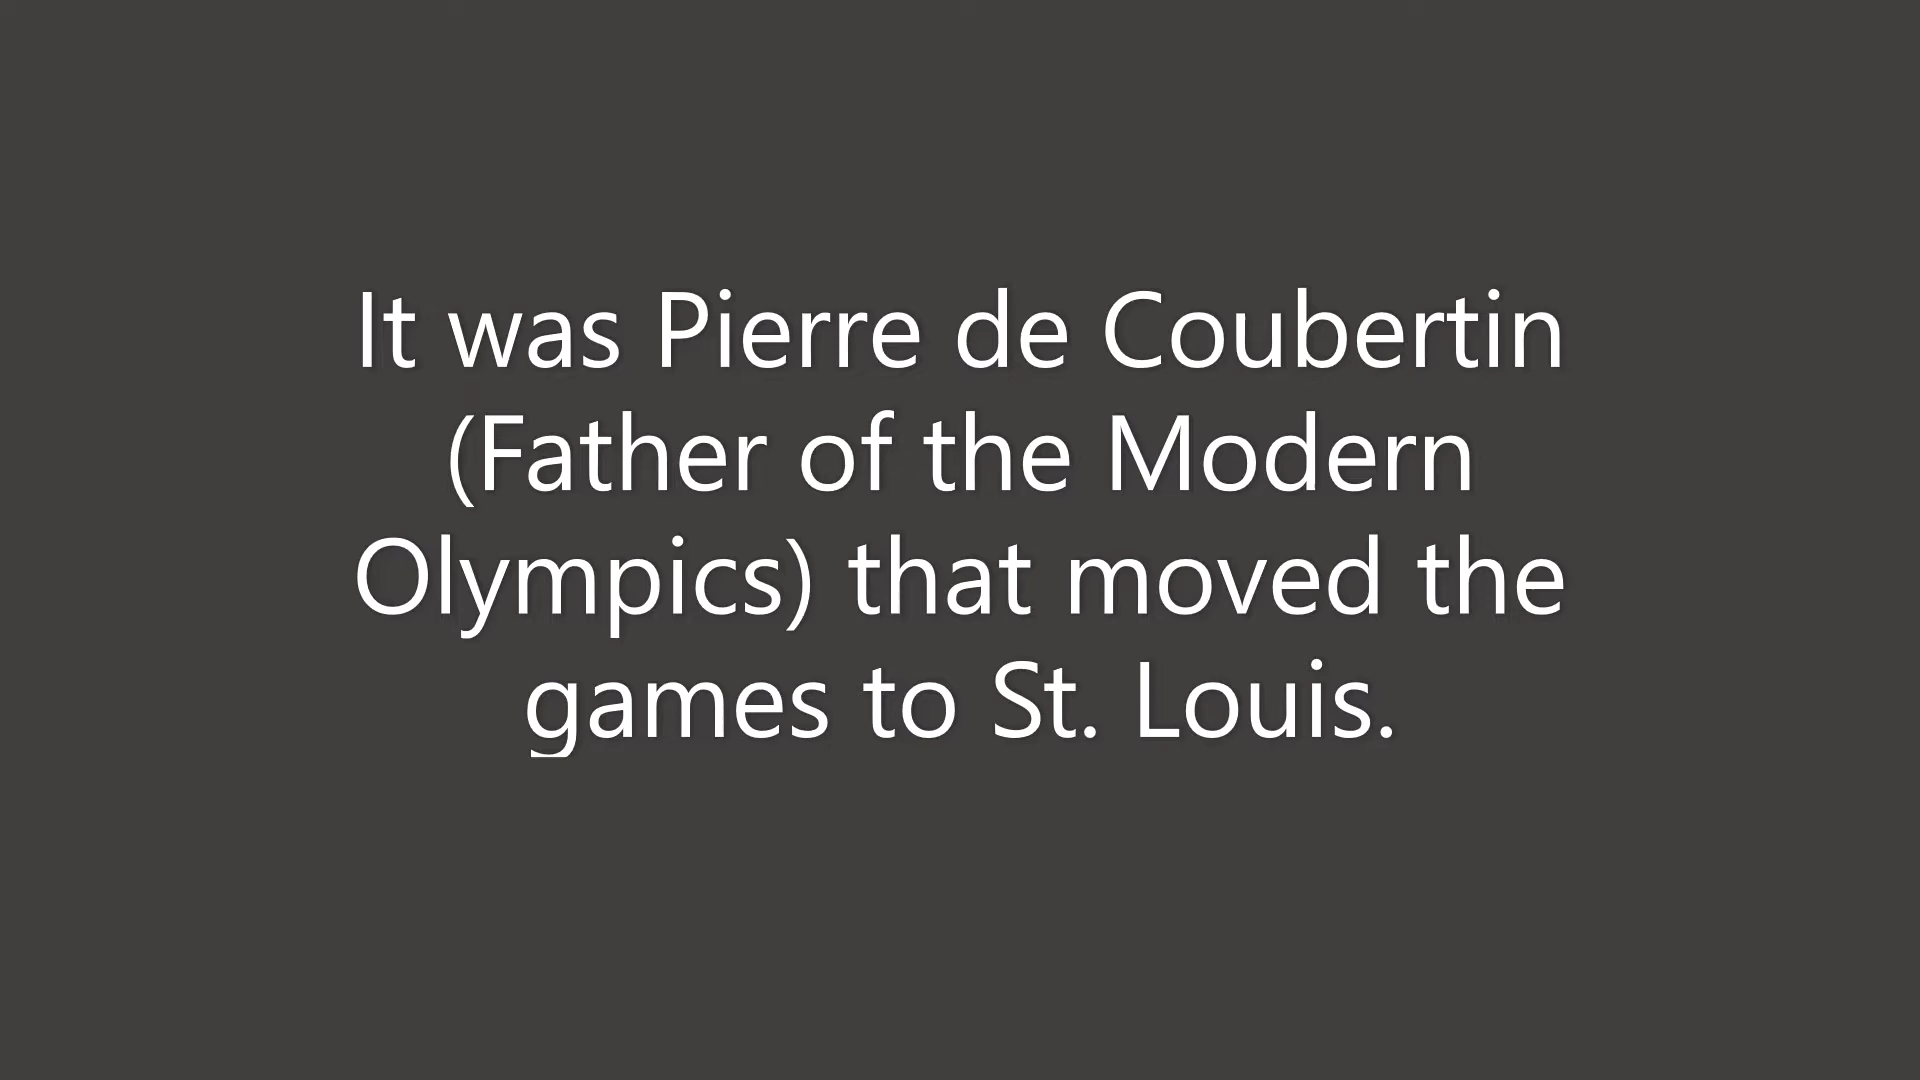 It was Pierre de Coubertin
(Father of the Modern
Olympics) that moved the
games to St. Louis.